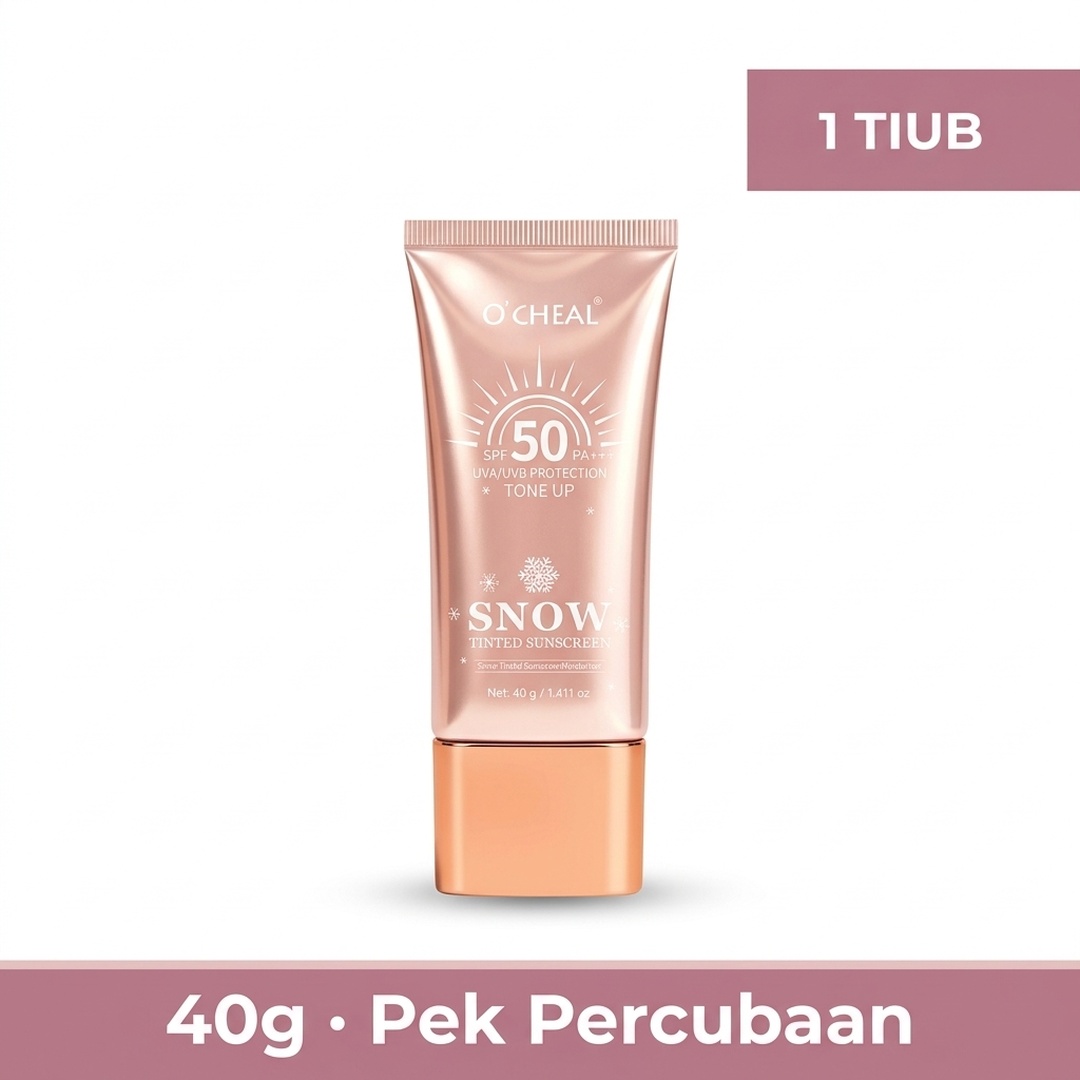 1 TIUB
O'CHEAL®
SPF 50 PA+++
UVA/UVB PROTECTION
TONE UP
SNOW
TINTED SUNSCREEN
Net: 40 g / 1.411 oz
40g • Pek Percubaan